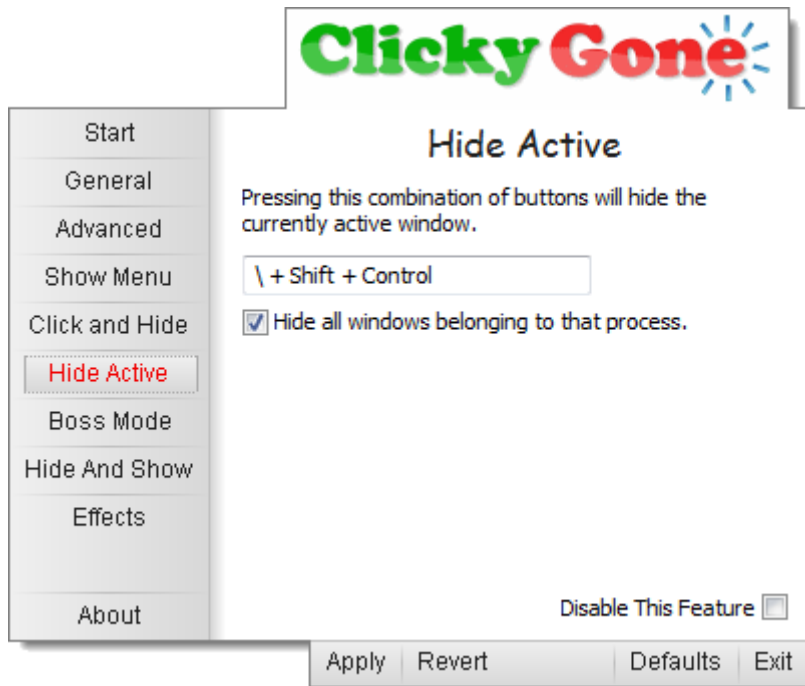 Clicky Gone
Start
General
Advanced
Show Menu
Click and Hide
Hide Active
Boss Mode
Hide And Show
Effects
About
Hide Active
Pressing this combination of buttons will hide the
currently active window.
\ + Shift + Control
Hide all windows belonging to that process.
Disable This Feature
Apply
Revert
Defaults
Exit